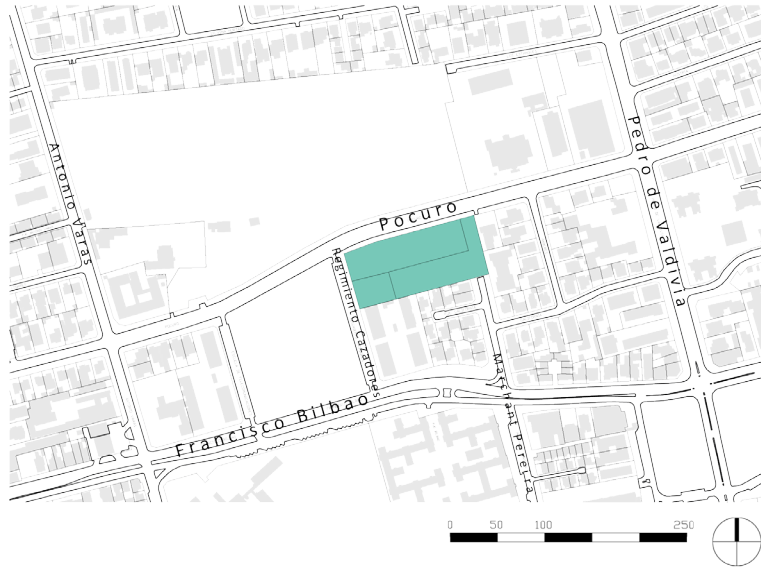 Pedro de Valdivia
Antonio Varas
Pocuro
Regimiento Cazadores
Marchant Pereira
Francisco Bilbao
0 50 100 250